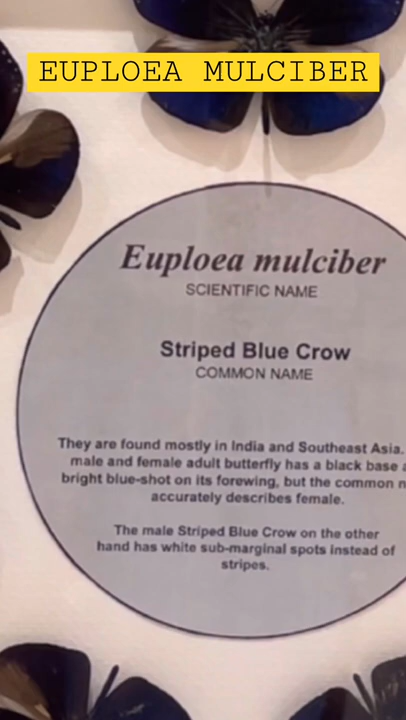 EUPLOEA MULCIBER
Euploea mulciber
SCIENTIFIC NAME
Striped Blue Crow
COMMON NAME
They are found mostly in India and Southeast Asia.
male and female adult butterfly has a black base
bright blue-shot on its forewing, but the common
accurately describes female.
The male Striped Blue Crow on the other
hand has white sub-marginal spots instead of
stripes.